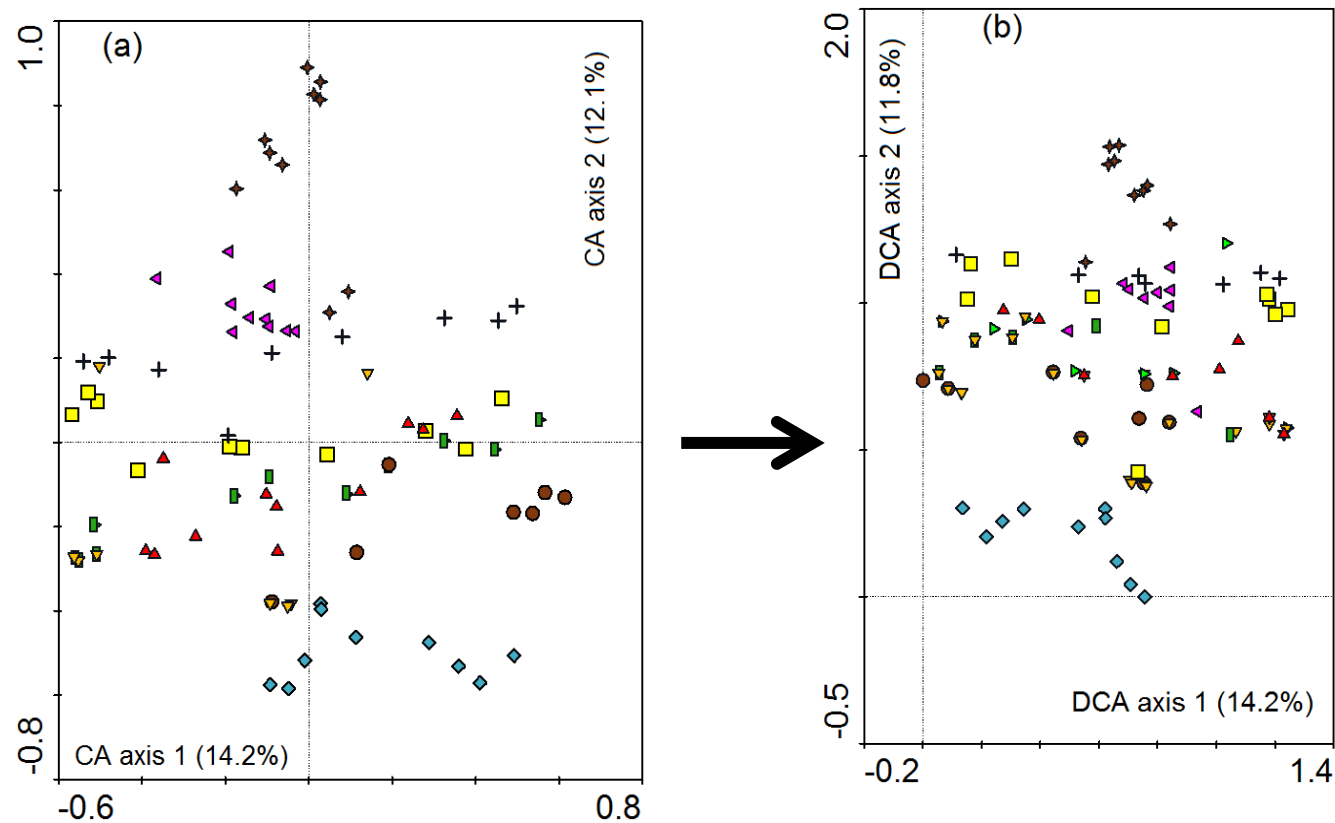 (a)
1.0
CA axis 2 (12.1%)
CA axis 1 (14.2%)
-0.8
-0.6
0.8
(b)
2.0
DCA axis 2 (11.8%)
DCA axis 1 (14.2%)
-0.5
-0.2
1.4